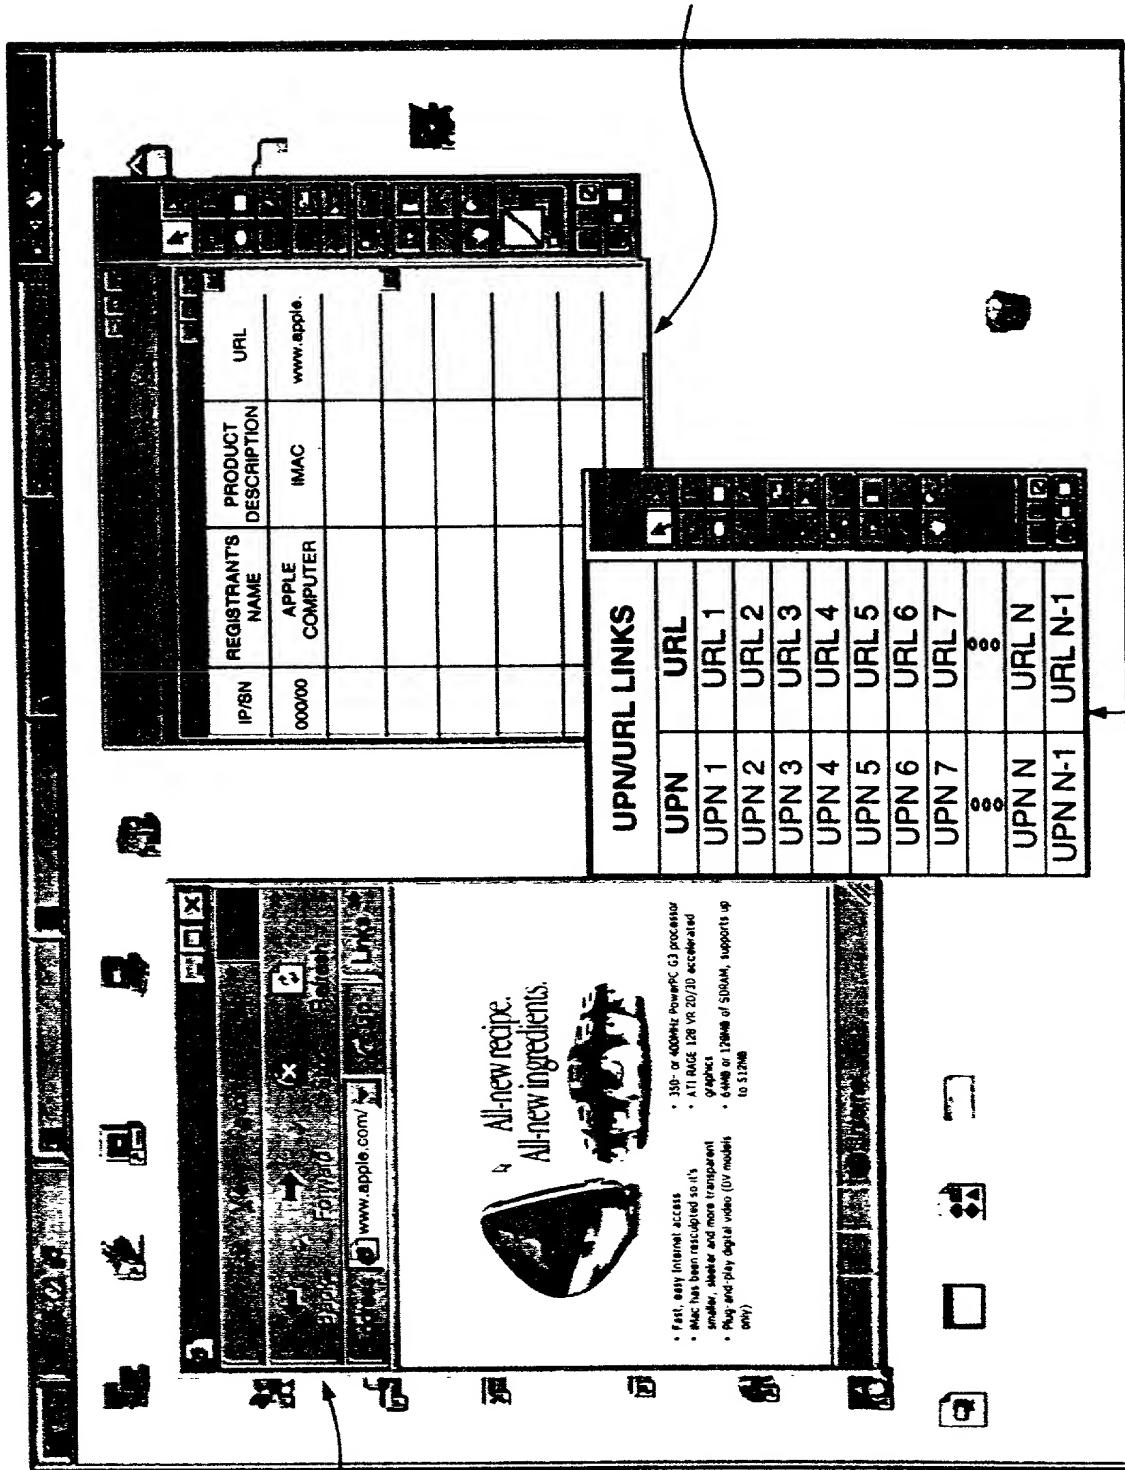 Back Forward Refresh
Address www.apple.com/ Go Links
All-new recipe.
All-new ingredients.
• Fast, easy Internet access
• iMac has been resculpted so it's
smaller, sleeker and more transparent
• Plug-and-play digital video (DV models
only)
• 350- or 400MHz PowerPC G3 processor
• ATI RAGE 128 VR 2D/3D accelerated
graphics
• 64MB or 128MB of SDRAM, supports up
to 512MB
IP/SN REGISTRANT'S NAME PRODUCT DESCRIPTION URL
000/00 APPLE COMPUTER IMAC www.apple.
UPN/URL LINKS
UPN URL
UPN 1 URL 1
UPN 2 URL 2
UPN 3 URL 3
UPN 4 URL 4
UPN 5 URL 5
UPN 6 URL 6
UPN 7 URL 7
ooo ooo
UPN N URL N
UPN N-1 URL N-1